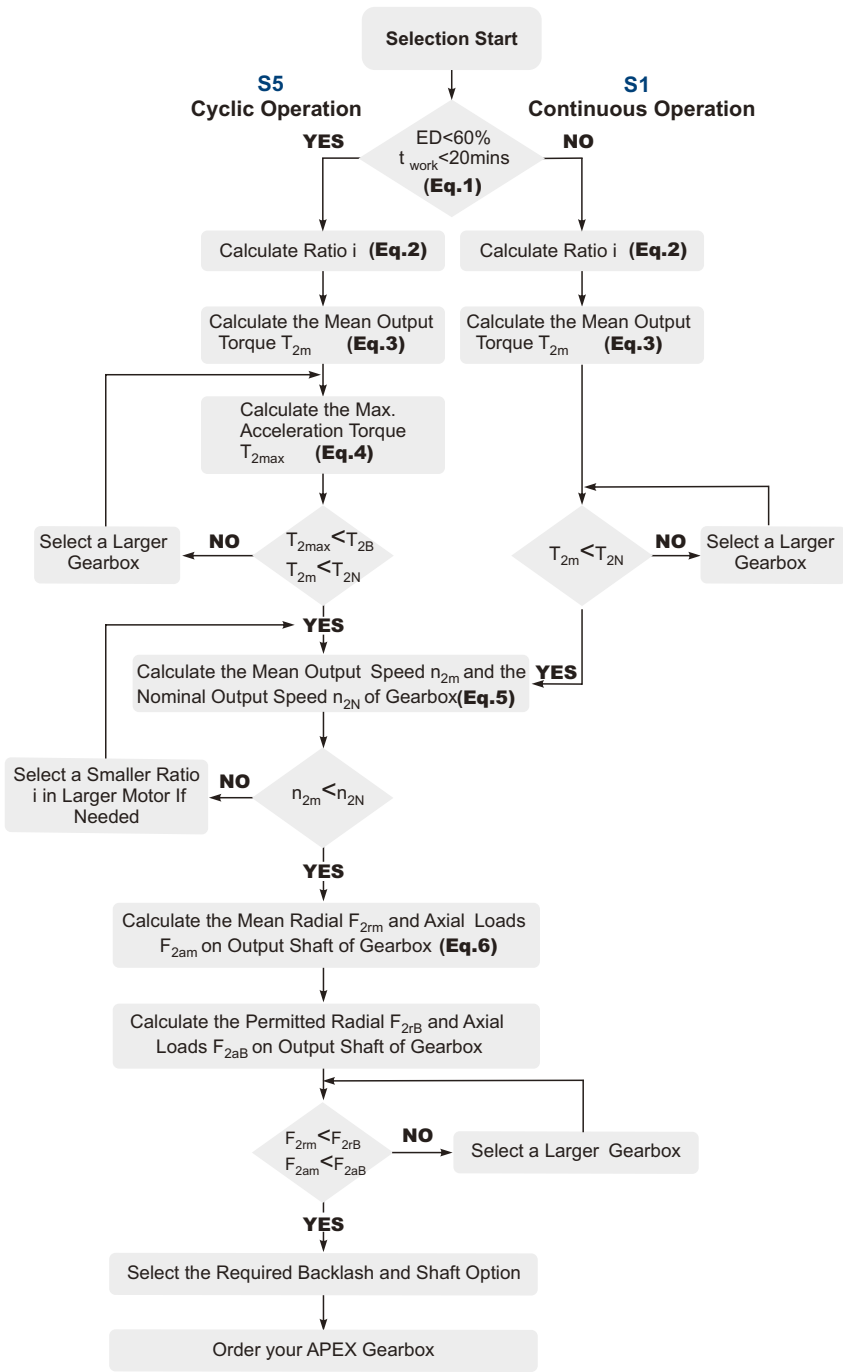 Selection Start
S5
Cyclic Operation
S1
Continuous Operation
YES
ED<60%
t work<20mins
(Eq.1)
NO
Calculate Ratio i (Eq.2)
Calculate Ratio i (Eq.2)
Calculate the Mean Output
Torque T2m (Eq.3)
Calculate the Mean Output
Torque T2m (Eq.3)
Calculate the Max.
Acceleration Torque
T2max (Eq.4)
Select a Larger
Gearbox
NO
T2max<T2B
T2m<T2N
T2m<T2N
NO
Select a Larger
Gearbox
YES
Calculate the Mean Output Speed n2m and the
Nominal Output Speed n2N of Gearbox(Eq.5)
YES
Select a Smaller Ratio
i in Larger Motor If
Needed
NO
n2m<n2N
YES
Calculate the Mean Radial F2rm and Axial Loads
F2am on Output Shaft of Gearbox (Eq.6)
Calculate the Permitted Radial F2rB and Axial
Loads F2aB on Output Shaft of Gearbox
F2rm<F2rB
F2am<F2aB
NO
Select a Larger Gearbox
YES
Select the Required Backlash and Shaft Option
Order your APEX Gearbox